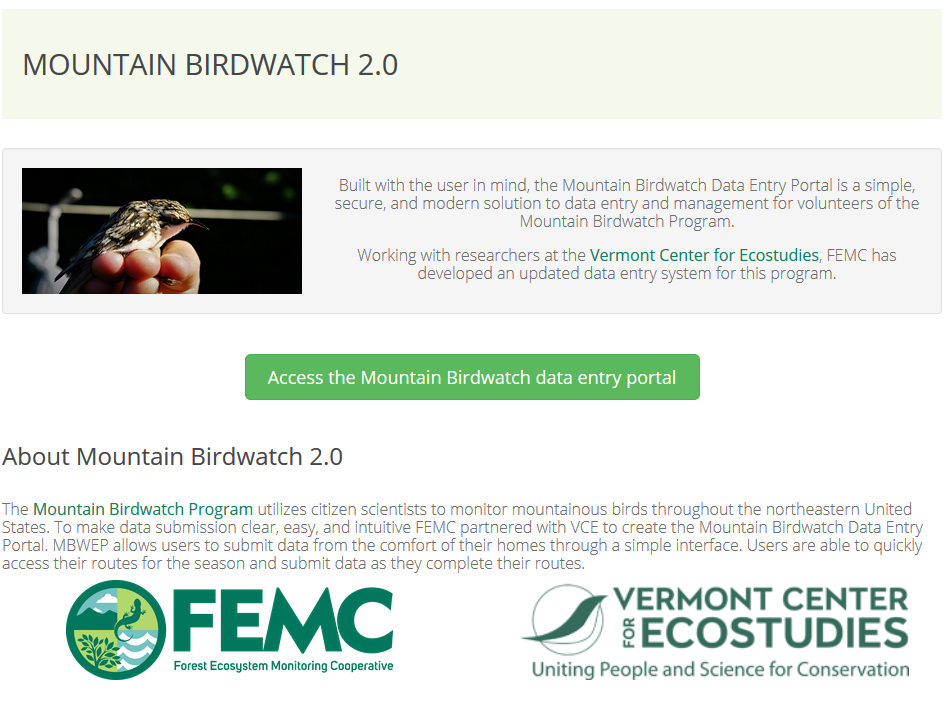 MOUNTAIN BIRDWATCH 2.0
Built with the user in mind, the Mountain Birdwatch Data Entry Portal is a simple,
secure, and modern solution to data entry and management for volunteers of the
Mountain Birdwatch Program.
Working with researchers at the Vermont Center for Ecostudies, FEMC has
developed an updated data entry system for this program.
Access the Mountain Birdwatch data entry portal
About Mountain Birdwatch 2.0
The Mountain Birdwatch Program utilizes citizen scientists to monitor mountainous birds throughout the northeastern United
States. To make data submission clear, easy, and intuitive FEMC partnered with VCE to create the Mountain Birdwatch Data Entry
Portal. MBWEP allows users to submit data from the comfort of their homes through a simple interface. Users are able to quickly
access their routes for the season and submit data as they complete their routes.
FEMC
Forest Ecosystem Monitoring Cooperative
VERMONT CENTER
FOR ECOSTUDIES
Uniting People and Science for Conservation